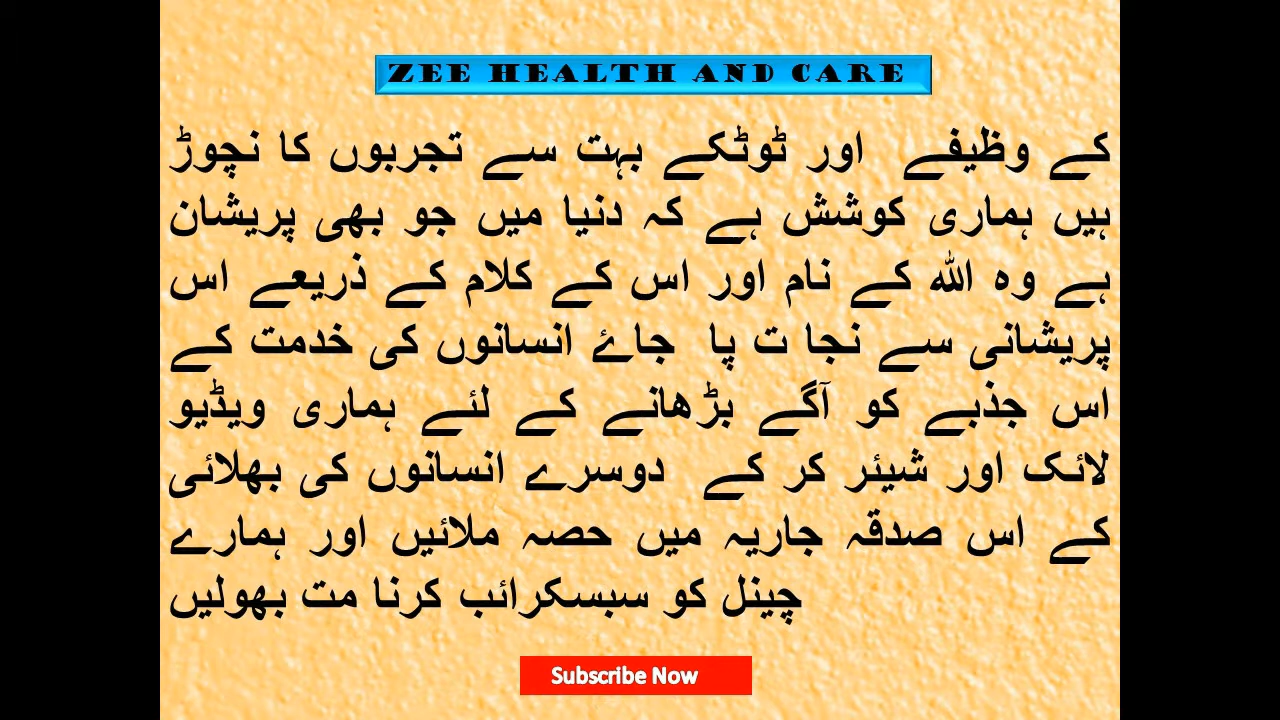 ZEE HEALTH AND CARE
کے وظیفے اور ٹوٹکے بہت سے تجربوں کا نچوڑ
ہیں ہماری کوشش ہے کہ دنیا میں جو بھی پریشان
ہے وہ الله کے نام اور اس کے کلام کے ذریعے اس
پریشانی سے نجا ت پا جاۓ انسانوں کی خدمت کے
اس جذبے کو آگے بڑھانے کے لئے ہماری ویڈیو
لائک اور شیئر کر کے دوسرے انسانوں کی بھلائی
کے اس صدقہ جاریہ میں حصہ ملائیں اور ہمارے
چینل کو سبسکرائب کرنا مت بھولیں
Subscribe Now